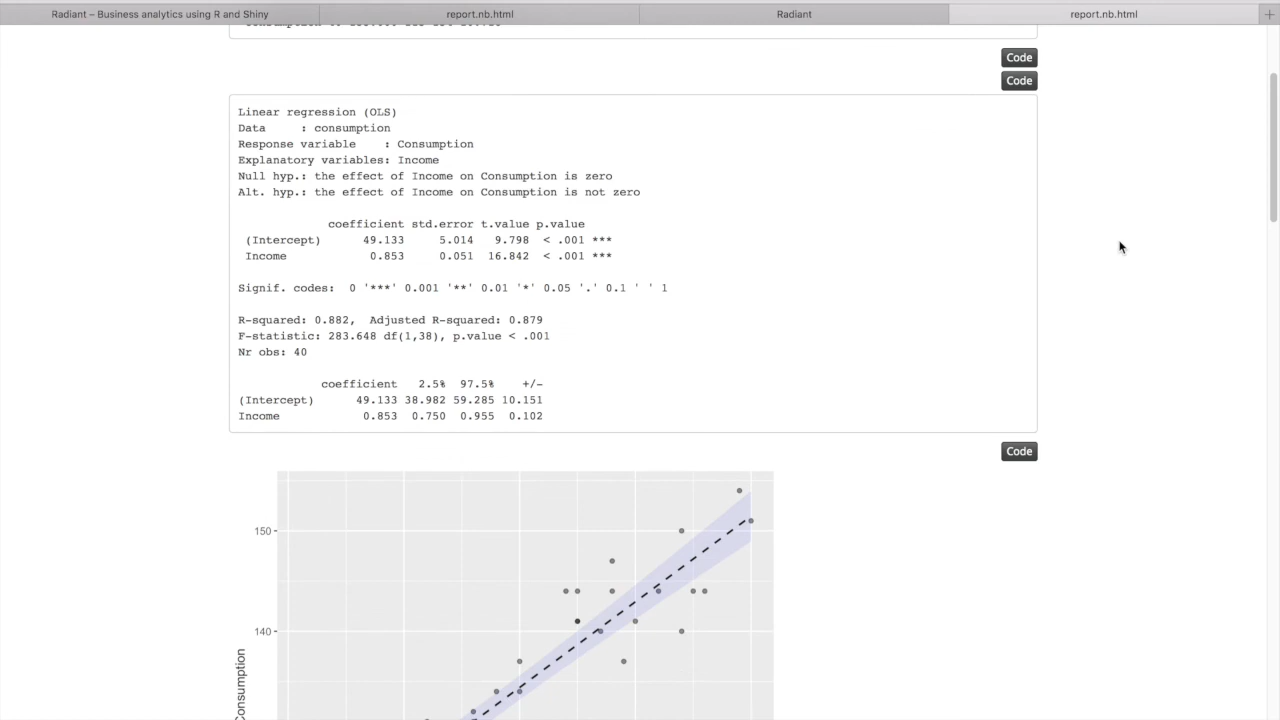 Radiant – Business analytics using R and Shiny
report.nb.html
Radiant
report.nb.html
+
Code
Code
Linear regression (OLS)
Data     : consumption
Response variable    : Consumption
Explanatory variables: Income
Null hyp.: the effect of Income on Consumption is zero
Alt. hyp.: the effect of Income on Consumption is not zero
coefficient std.error t.value p.value
(Intercept)      49.133     5.014   9.798  < .001 ***
Income            0.853     0.051  16.842  < .001 ***
Signif. codes:  0 '***' 0.001 '**' 0.01 '*' 0.05 '.' 0.1 ' ' 1
R-squared: 0.882,  Adjusted R-squared: 0.879
F-statistic: 283.648 df(1,38), p.value < .001
Nr obs: 40
coefficient   2.5%  97.5%    +/-
(Intercept)      49.133 38.982 59.285 10.151
Income            0.853  0.750  0.955  0.102
Code
150
140
Consumption